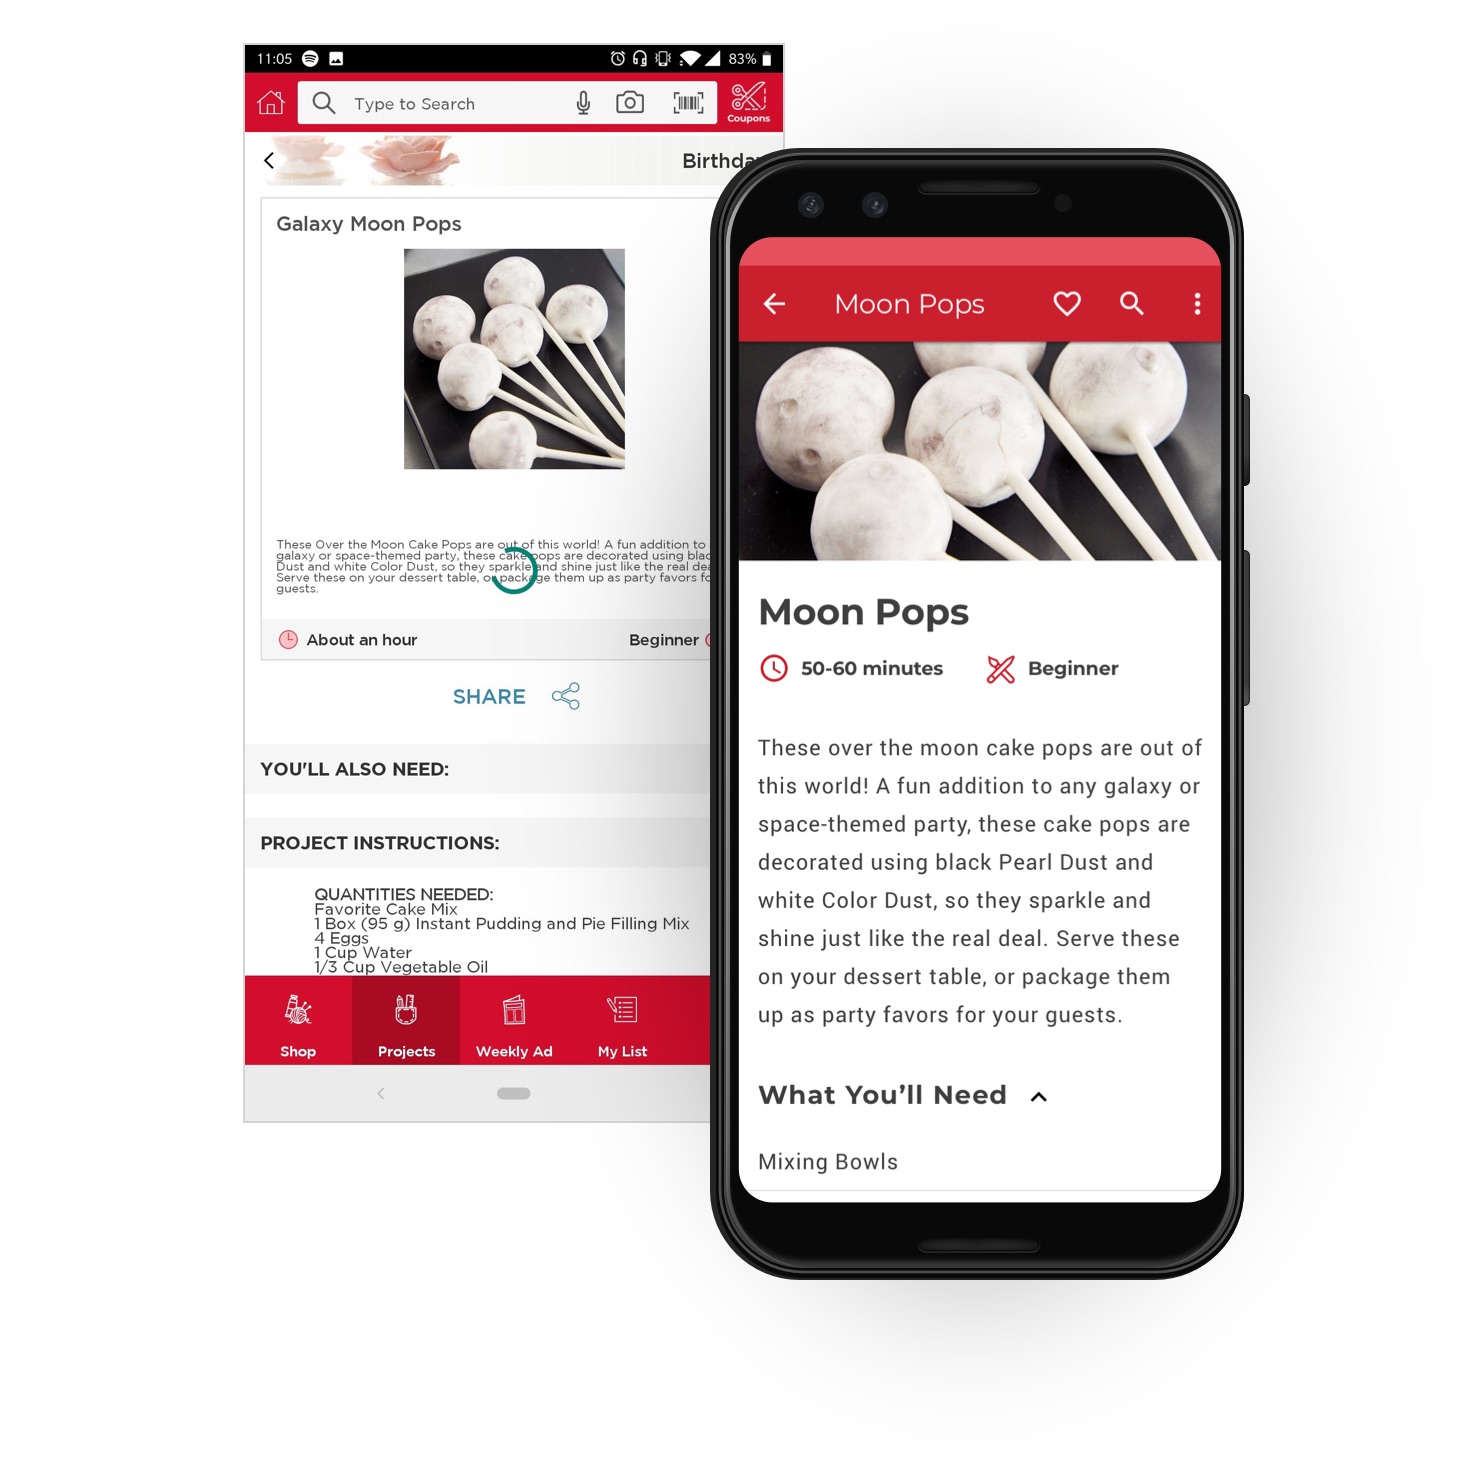 11:05
83%
Type to Search
Coupons
Galaxy Moon Pops
These Over the Moon Cake Pops are out of this world! A fun addition to
galaxy or space-themed party, these cake pops are decorated using
Dust and white Color Dust, so they sparkle and shine just like the real
Serve these on your dessert table, or package them up as party favors
guests.
About an hour
Beginner
SHARE
YOU'LL ALSO NEED:
PROJECT INSTRUCTIONS:
QUANTITIES NEEDED:
Favorite Cake Mix
1 Box (95 g) Instant Pudding and Pie Filling Mix
4 Eggs
1 Cup Water
1/3 Cup Vegetable Oil
Shop
Projects
Weekly Ad
My List
Moon Pops
Moon Pops
50-60 minutes
Beginner
These over the moon cake pops are out of
this world! A fun addition to any galaxy or
space-themed party, these cake pops are
decorated using black Pearl Dust and
white Color Dust, so they sparkle and
shine just like the real deal. Serve these
on your dessert table, or package them
up as party favors for your guests.
What You’ll Need
Mixing Bowls